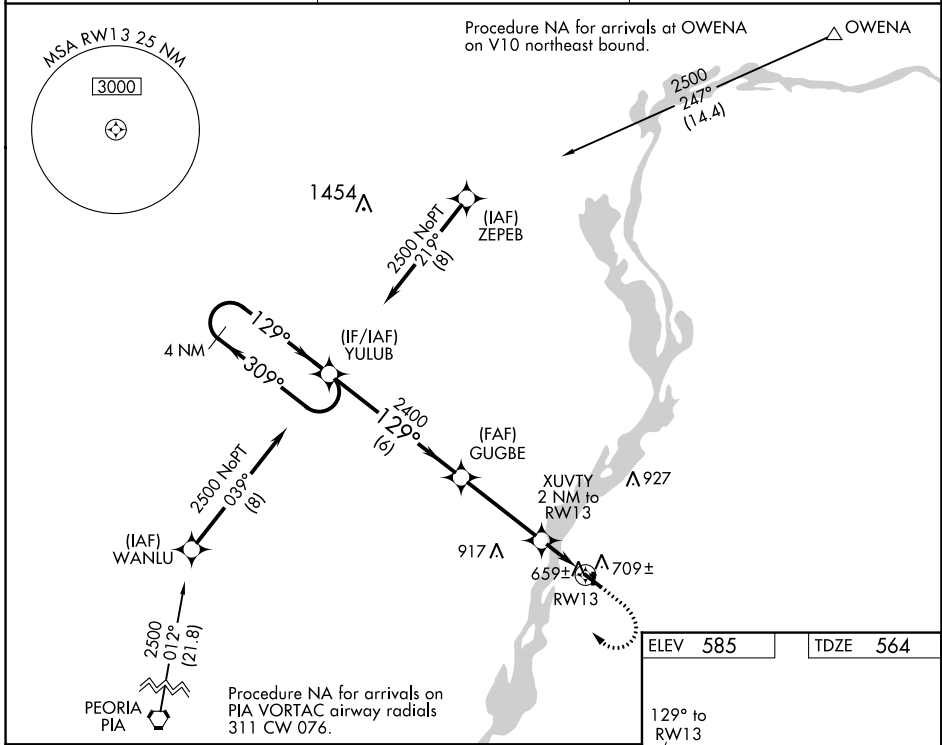 Procedure NA for arrivals at OWENA
on V10 northeast bound.
OWENA
MSA RW13 25 NM
3000
2500
247°
(14.4)
1454
(IAF)
ZEPEB
2500 NoPT
219°
(8)
129°
(IF/IAF)
YULUB
4 NM
309°
2400
129°
(6)
(FAF)
GUGBE
2500 NoPT
039°
(8)
XUVTY
2 NM to
RW13
927
(IAF)
WANLU
917
659±
709±
RW13
2500
012°
(21.8)
PEORIA
PIA
Procedure NA for arrivals on
PIA VORTAC airway radials
311 CW 076.
ELEV 585
TDZE 564
129° to
RW13